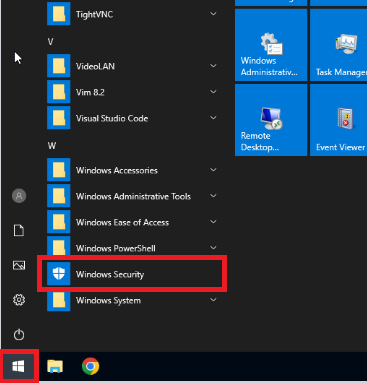 TightVNC
V
VideoLAN
Vim 8.2
Visual Studio Code
W
Windows Accessories
Windows Administrative Tools
Windows Ease of Access
Windows PowerShell
Windows Security
Windows System
Windows
Administrativ...
Task Manage
Remote
Desktop...
Event Viewer